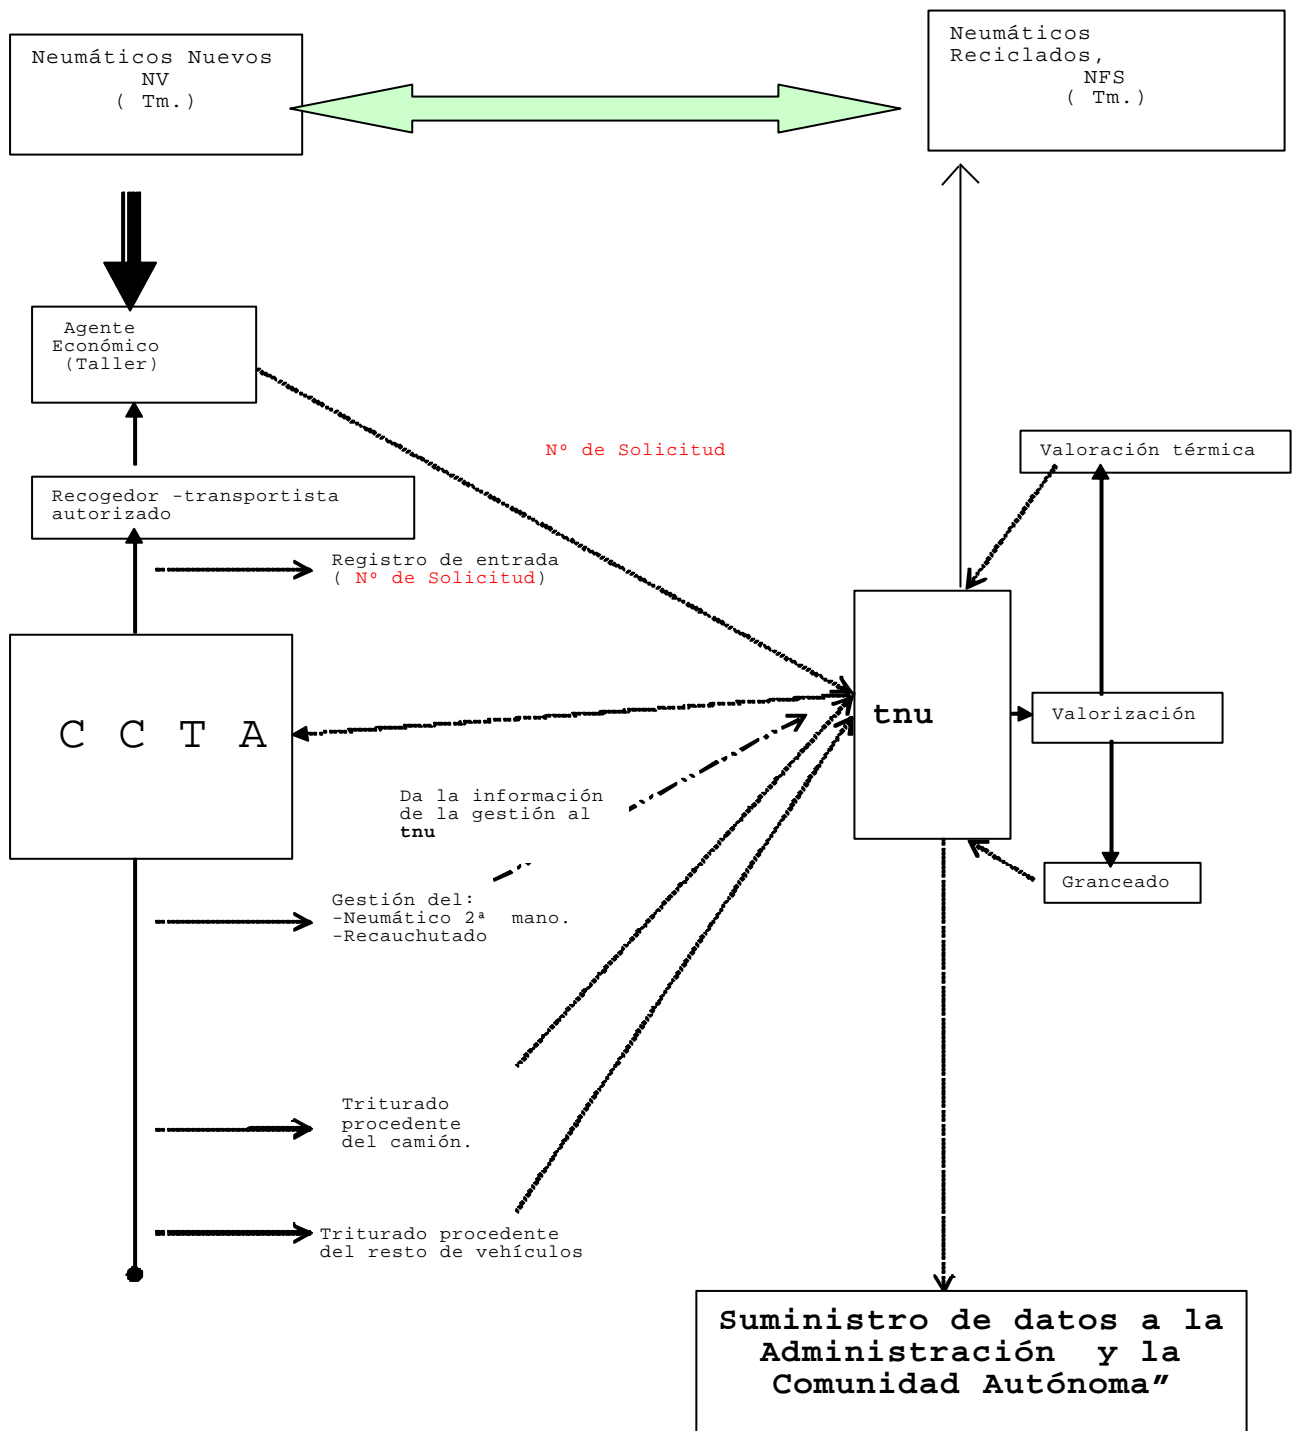 Neumáticos Nuevos
NV
( Tm.)
Neumáticos
Reciclados,
NFS
( Tm.)
Agente
Económico
(Taller)
Nº de Solicitud
Valoración térmica
Recogedor -transportista
autorizado
Registro de entrada
( Nº de Solicitud)
C C T A
tnu
Valorización
Da la información
de la gestión al
tnu
Granceado
Gestión del:
-Neumático 2ª  mano.
-Recauchutado
Triturado
procedente
del camión.
Triturado procedente
del resto de vehículos
Suministro de datos a la
Administración  y la
Comunidad Autónoma”